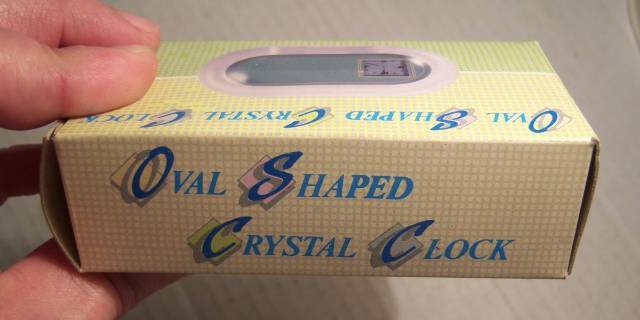 Oval Shaped Crystal Clock
Oval Shaped
Crystal Clock